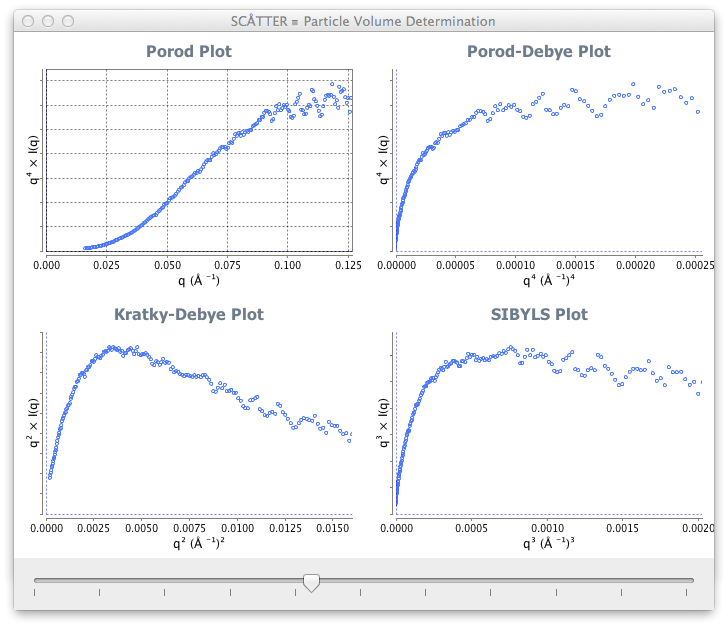 SCÅTTER ≡ Particle Volume Determination
Porod Plot
q⁴ × I(q)
0.000 0.025 0.050 0.075 0.100 0.125
q (Å ⁻¹)
Porod-Debye Plot
q⁴ × I(q)
0.00000 0.00005 0.00010 0.00015 0.00020 0.00025
q⁴ (Å ⁻¹)⁴
Kratky-Debye Plot
q² × I(q)
0.0000 0.0025 0.0050 0.0075 0.0100 0.0125 0.0150
q² (Å ⁻¹)²
SIBYLS Plot
q³ × I(q)
0.0000 0.0005 0.0010 0.0015 0.0020
q³ (Å ⁻¹)³